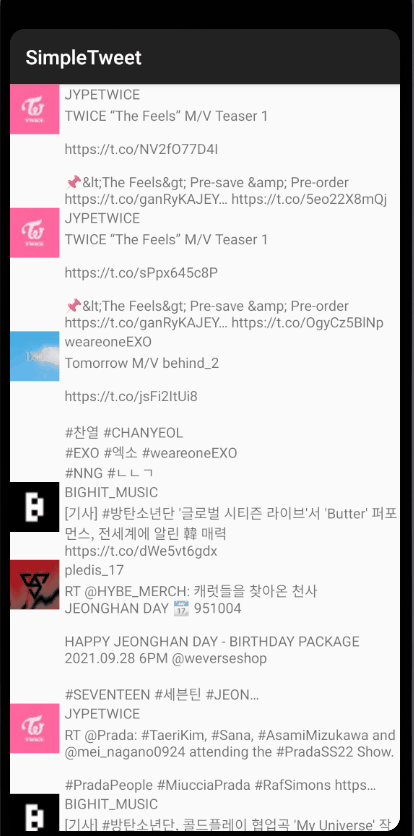 SimpleTweet
JYPETWICE
TWICE “The Feels” M/V Teaser 1
https://t.co/NV2fO77D4I
📌&lt;The Feels&gt; Pre-save &amp; Pre-order
https://t.co/ganRyKAJEY… https://t.co/5eo22X8mQj
JYPETWICE
TWICE “The Feels” M/V Teaser 1
https://t.co/sPpx645c8P
📌&lt;The Feels&gt; Pre-save &amp; Pre-order
https://t.co/ganRyKAJEY… https://t.co/OgyCz5BlNp
weareoneEXO
Tomorrow M/V behind_2
https://t.co/jsFi2ItUi8
#찬열 #CHANYEOL
#EXO #엑소 #weareoneEXO
#NNG #ㄴㄴㄱ
BIGHIT_MUSIC
[기사] #방탄소년단 '글로벌 시티즌 라이브'서 'Butter' 퍼포
먼스, 전세계에 알린 韓 매력
https://t.co/dWe5vt6gdx
pledis_17
RT @HYBE_MERCH: 캐럿들을 찾아온 천사
JEONGHAN DAY 📅 951004
HAPPY JEONGHAN DAY - BIRTHDAY PACKAGE
2021.09.28 6PM @weverseshop
#SEVENTEEN #세븐틴 #JEON…
JYPETWICE
RT @Prada: #TaeriKim, #Sana, #AsamiMizukawa and
@mei_nagano0924 attending the #PradaSS22 Show.
#PradaPeople #MiucciaPrada #RafSimons https…
BIGHIT_MUSIC
[기사] #방탄소년단, 콜드플레이 협업곡 'My Universe' 작